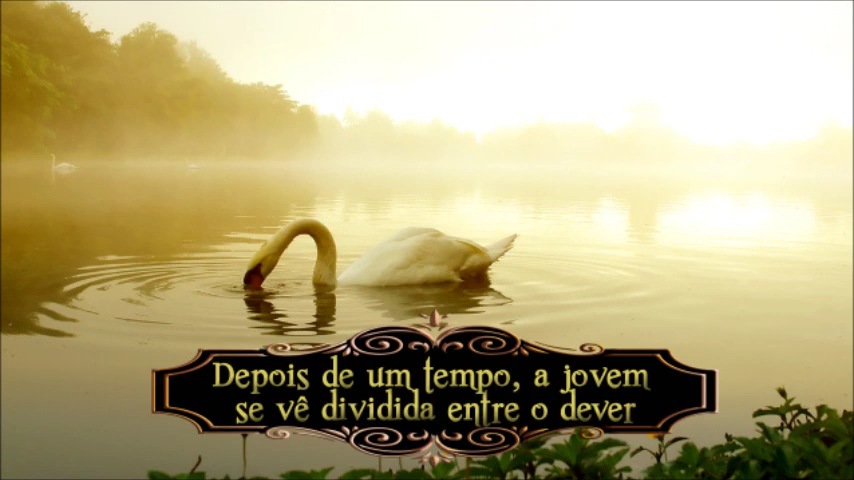 Depois de um tempo, a jovem
se vê dividida entre o dever